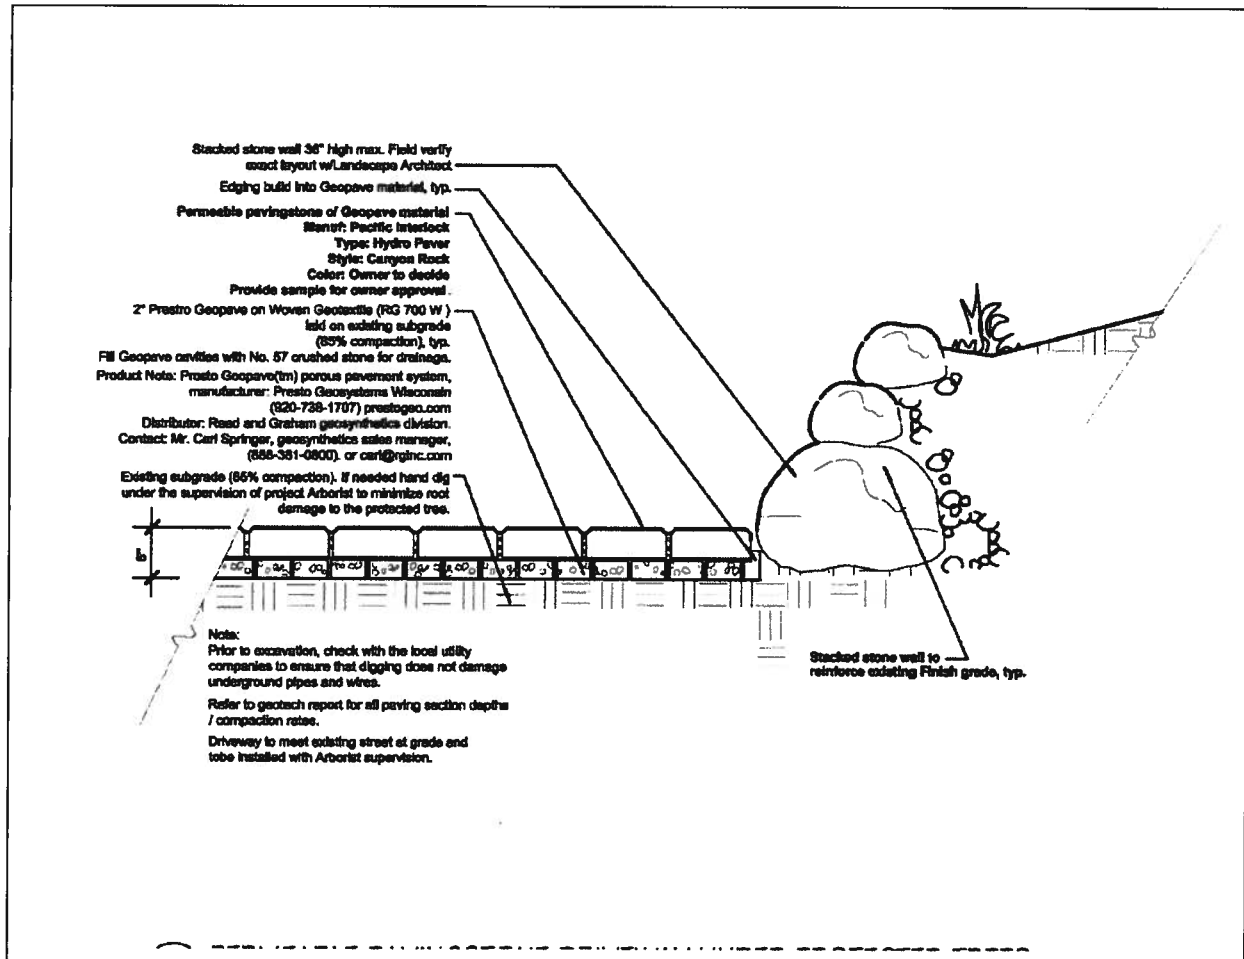 Stacked stone wall 36" high max. Field verify
exact layout w/Landscape Architect
Edging build into Geopave material, typ.
Permeable pavingstone of Geopave material
Manuf: Pacific Interlock
Type: Hydro Paver
Style: Canyon Rock
Color: Owner to decide
Provide sample for owner approval.
2" Prestro Geopave on Woven Geotextile (RG 700 W )
laid on existing subgrade
(85% compaction), typ.
Fill Geopave cavities with No. 57 crushed stone for drainage.
Product Note: Presto Geopave(tm) porous pavement system,
manufacturer: Presto Geosystems Wisconsin
(920-738-1707) prestogeo.com
Distributor: Read and Graham geosynthetics division.
Contact: Mr. Carl Springer, geosynthetics sales manager,
(888-381-0800). or carl@rginc.com
Existing subgrade (85% compaction). If needed hand dig
under the supervision of project Arborist to minimize root
damage to the protected tree.
Note:
Prior to excavation, check with the local utility
companies to ensure that digging does not damage
underground pipes and wires.
Refer to geotech report for all paving section depths
/ compaction rates.
Driveway to meet existing street at grade and
tobe installed with Arborist supervision.
Stacked stone wall to
reinforce existing Finish grade, typ.